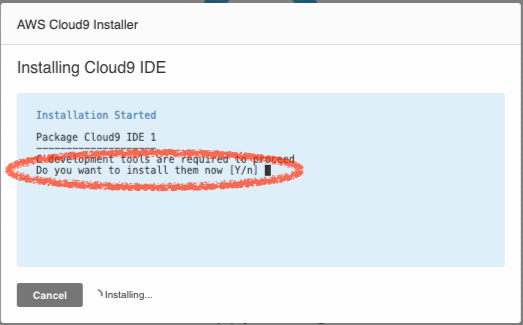 AWS Cloud9 Installer
Installing Cloud9 IDE
Installation Started
Package Cloud9 IDE 1
--------------------
C development tools are required to proceed
Do you want to install them now [Y/n]
Cancel
Installing...